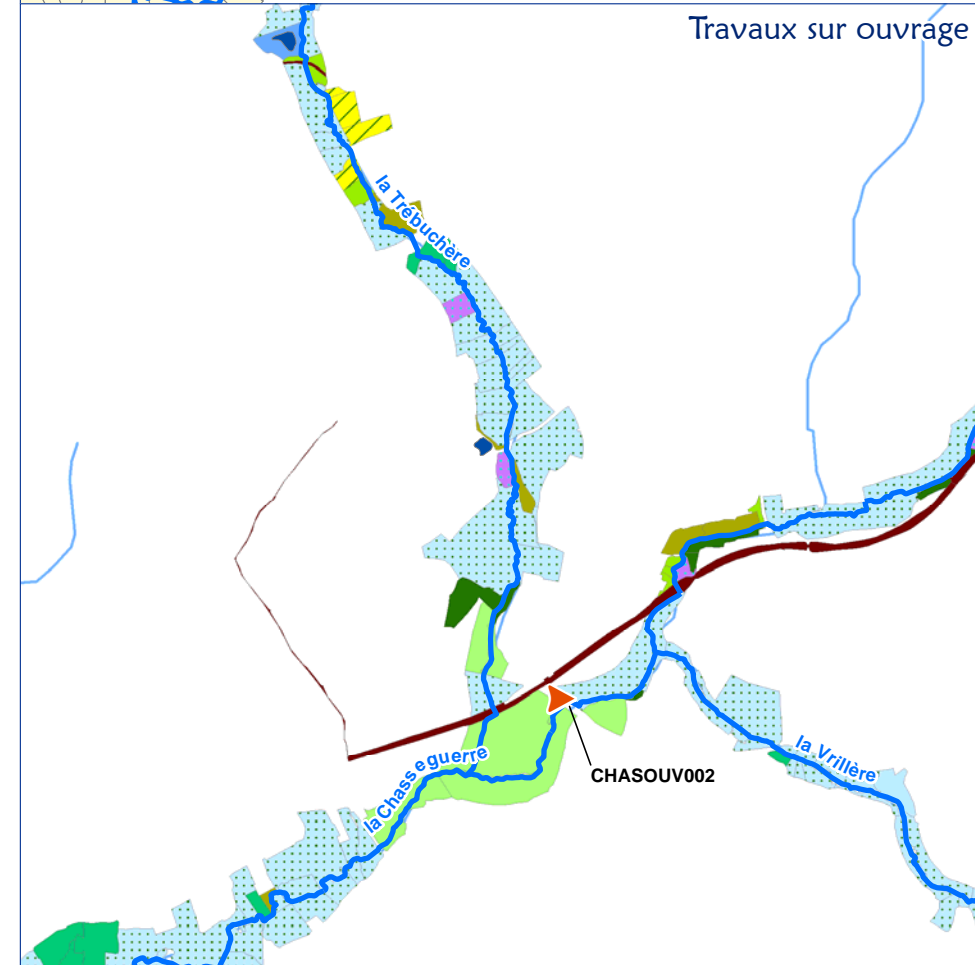 Travaux sur ouvrage
la Trébuchère
la Chasseguerre
CHASOUV002
la Vrillère